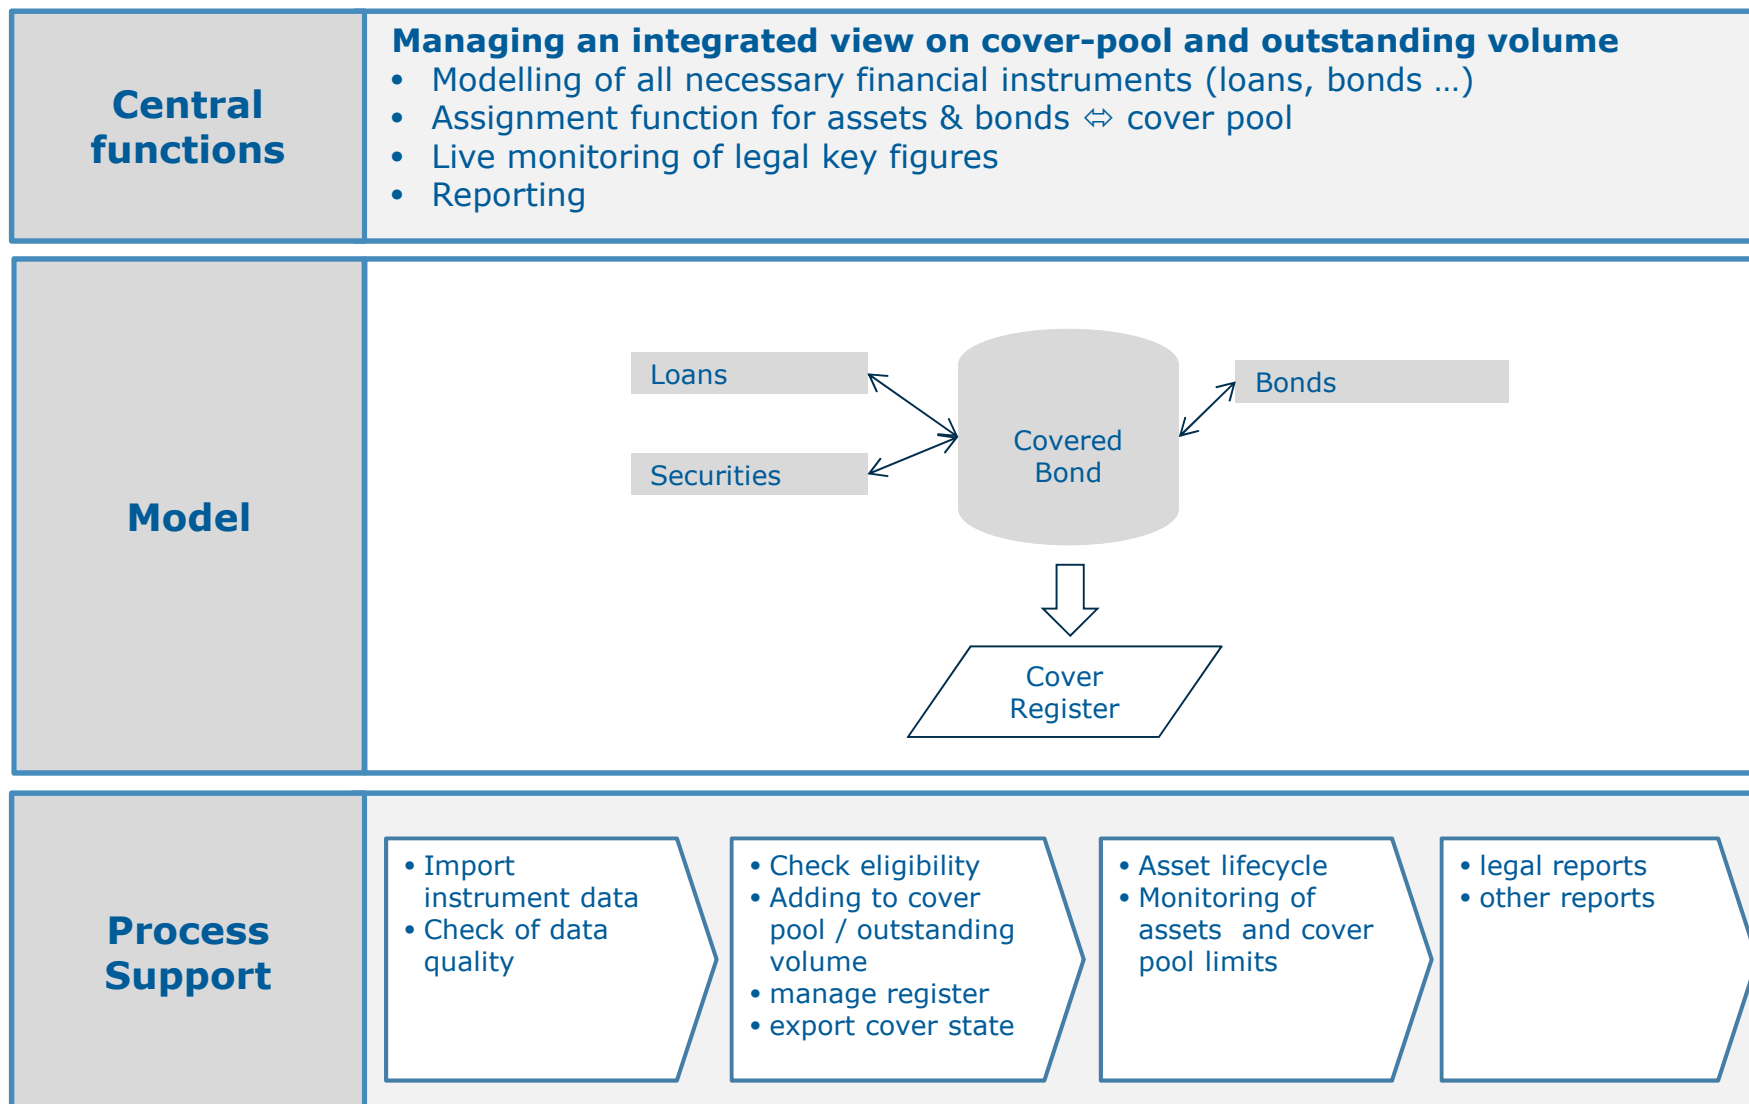 Central
functions
Managing an integrated view on cover-pool and outstanding volume
• Modelling of all necessary financial instruments (loans, bonds …)
• Assignment function for assets & bonds ⇔ cover pool
• Live monitoring of legal key figures
• Reporting
Model
Loans
Securities
Covered
Bond
Bonds
Cover
Register
Process
Support
• Import
instrument data
• Check of data
quality
• Check eligibility
• Adding to cover
pool / outstanding
volume
• manage register
• export cover state
• Asset lifecycle
• Monitoring of
assets  and cover
pool limits
• legal reports
• other reports